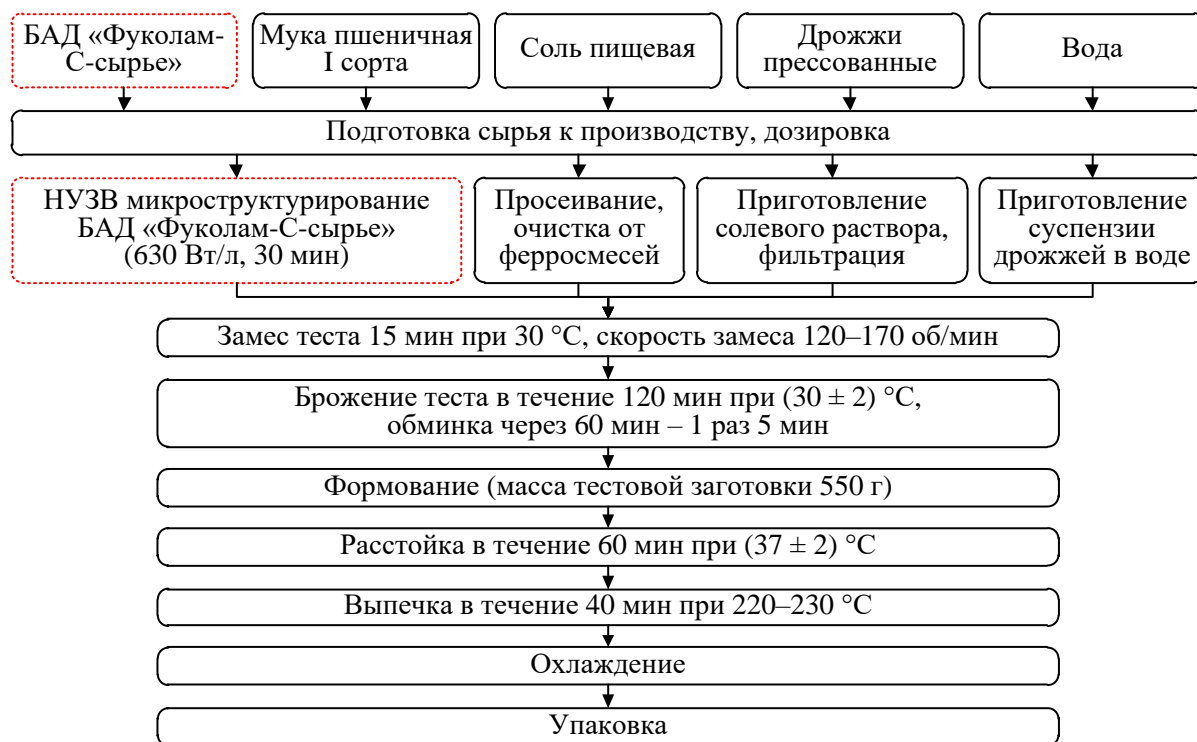 БАД «Фуколам-
С-сырье»
Мука пшеничная
I сорта
Соль пищевая
Дрожжи
прессованные
Вода
Подготовка сырья к производству, дозировка
НУЗВ микроструктурирование
БАД «Фуколам-С-сырье»
(630 Вт/л, 30 мин)
Просеивание,
очистка от
ферросмесей
Приготовление
солевого раствора,
фильтрация
Приготовление
суспензии
дрожжей в воде
Замес теста 15 мин при 30 °С, скорость замеса 120–170 об/мин
Брожение теста в течение 120 мин при (30 ± 2) °С,
обминка через 60 мин – 1 раз 5 мин
Формование (масса тестовой заготовки 550 г)
Расстойка в течение 60 мин при (37 ± 2) °С
Выпечка в течение 40 мин при 220–230 °С
Охлаждение
Упаковка